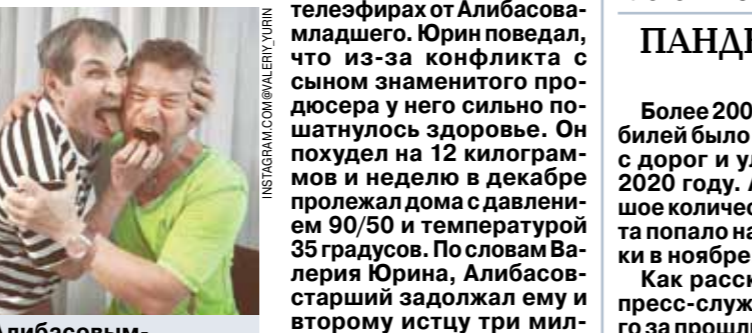 INSTAGRAM.COM@VALERIY_YURIN
Алибасовым-
телеэфирах от Алибасова-
младшего. Юрин поведал,
что из-за конфликта с
сыном знаменитого про-
дюсера у него сильно по-
шатнулось здоровье. Он
похудел на 12 килограм-
мов и неделю в декабре
пролежал дома с давлени-
ем 90/50 и температурой
35 градусов. По словам Ва-
лерия Юрина, Алибасов-
старший задолжал ему и
второму истцу три мил-
ПАНДЕ
Более 200
билей было
с дорог и у
2020 году. А
шое количес
та попало на
ки в ноябре
Как расск
пресс-служ
го за прошл